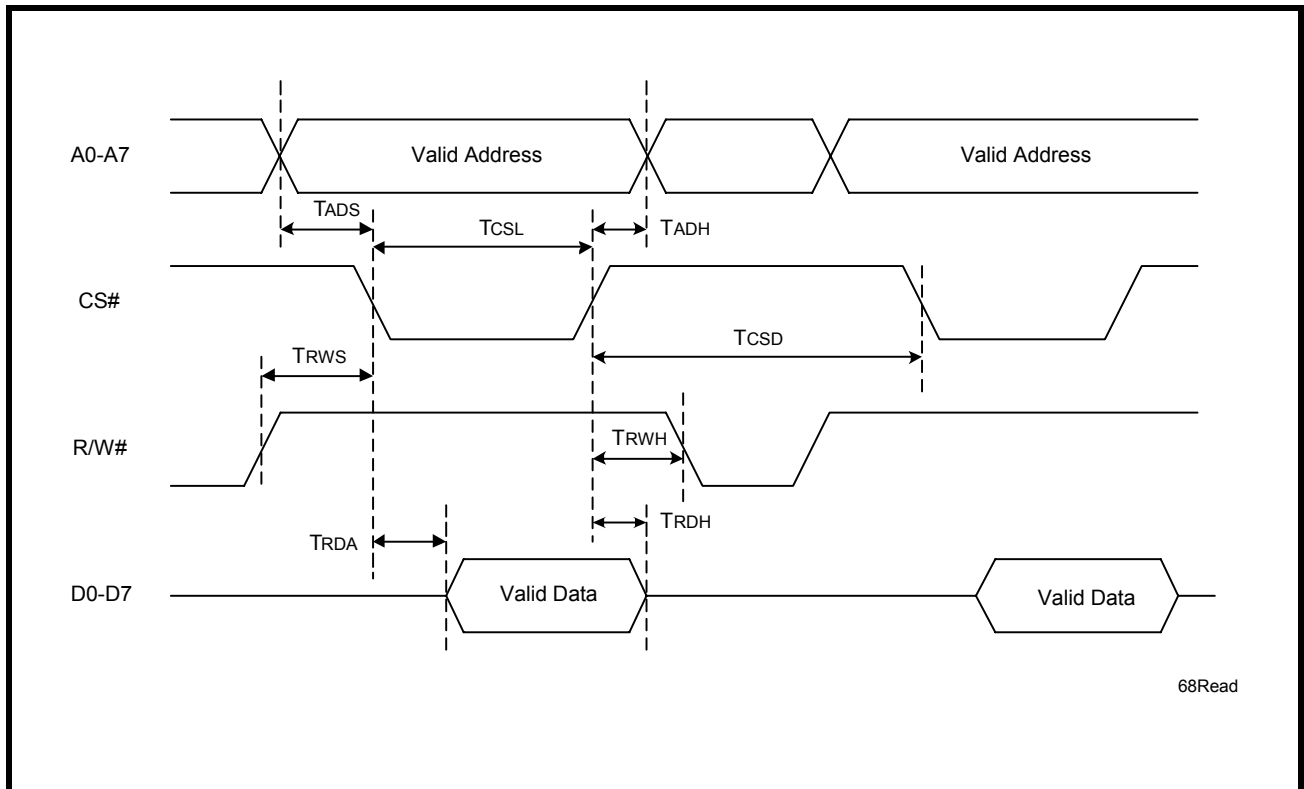 A0-A7
Valid Address
Valid Address
TADS
TCSL
TADH
CS#
TRWS
TCSD
R/W#
TRWH
TRDA
TRDH
D0-D7
Valid Data
Valid Data
68Read